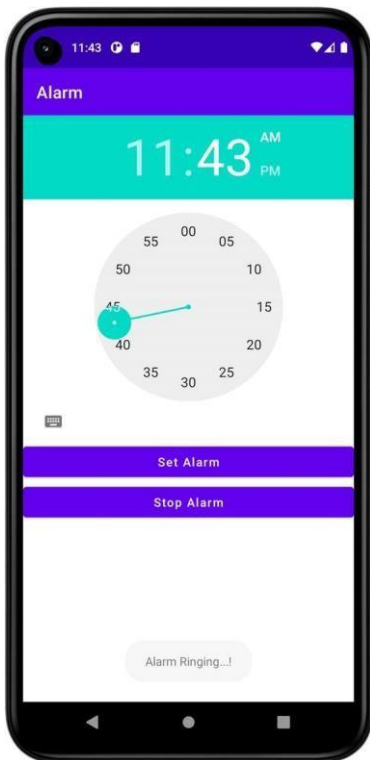 11:43
Alarm
11:43 AM
PM
00
55 05
50 10
45 15
40 20
35 25
30
Set Alarm
Stop Alarm
Alarm Ringing...!